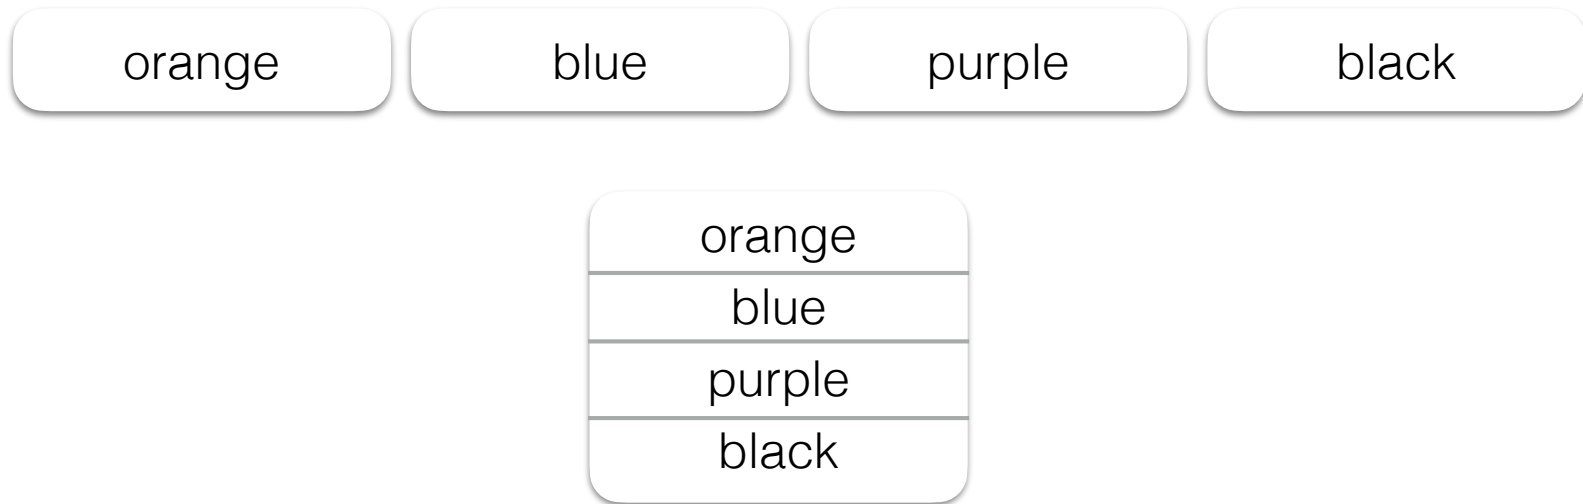 orange blue purple black
orange
blue
purple
black